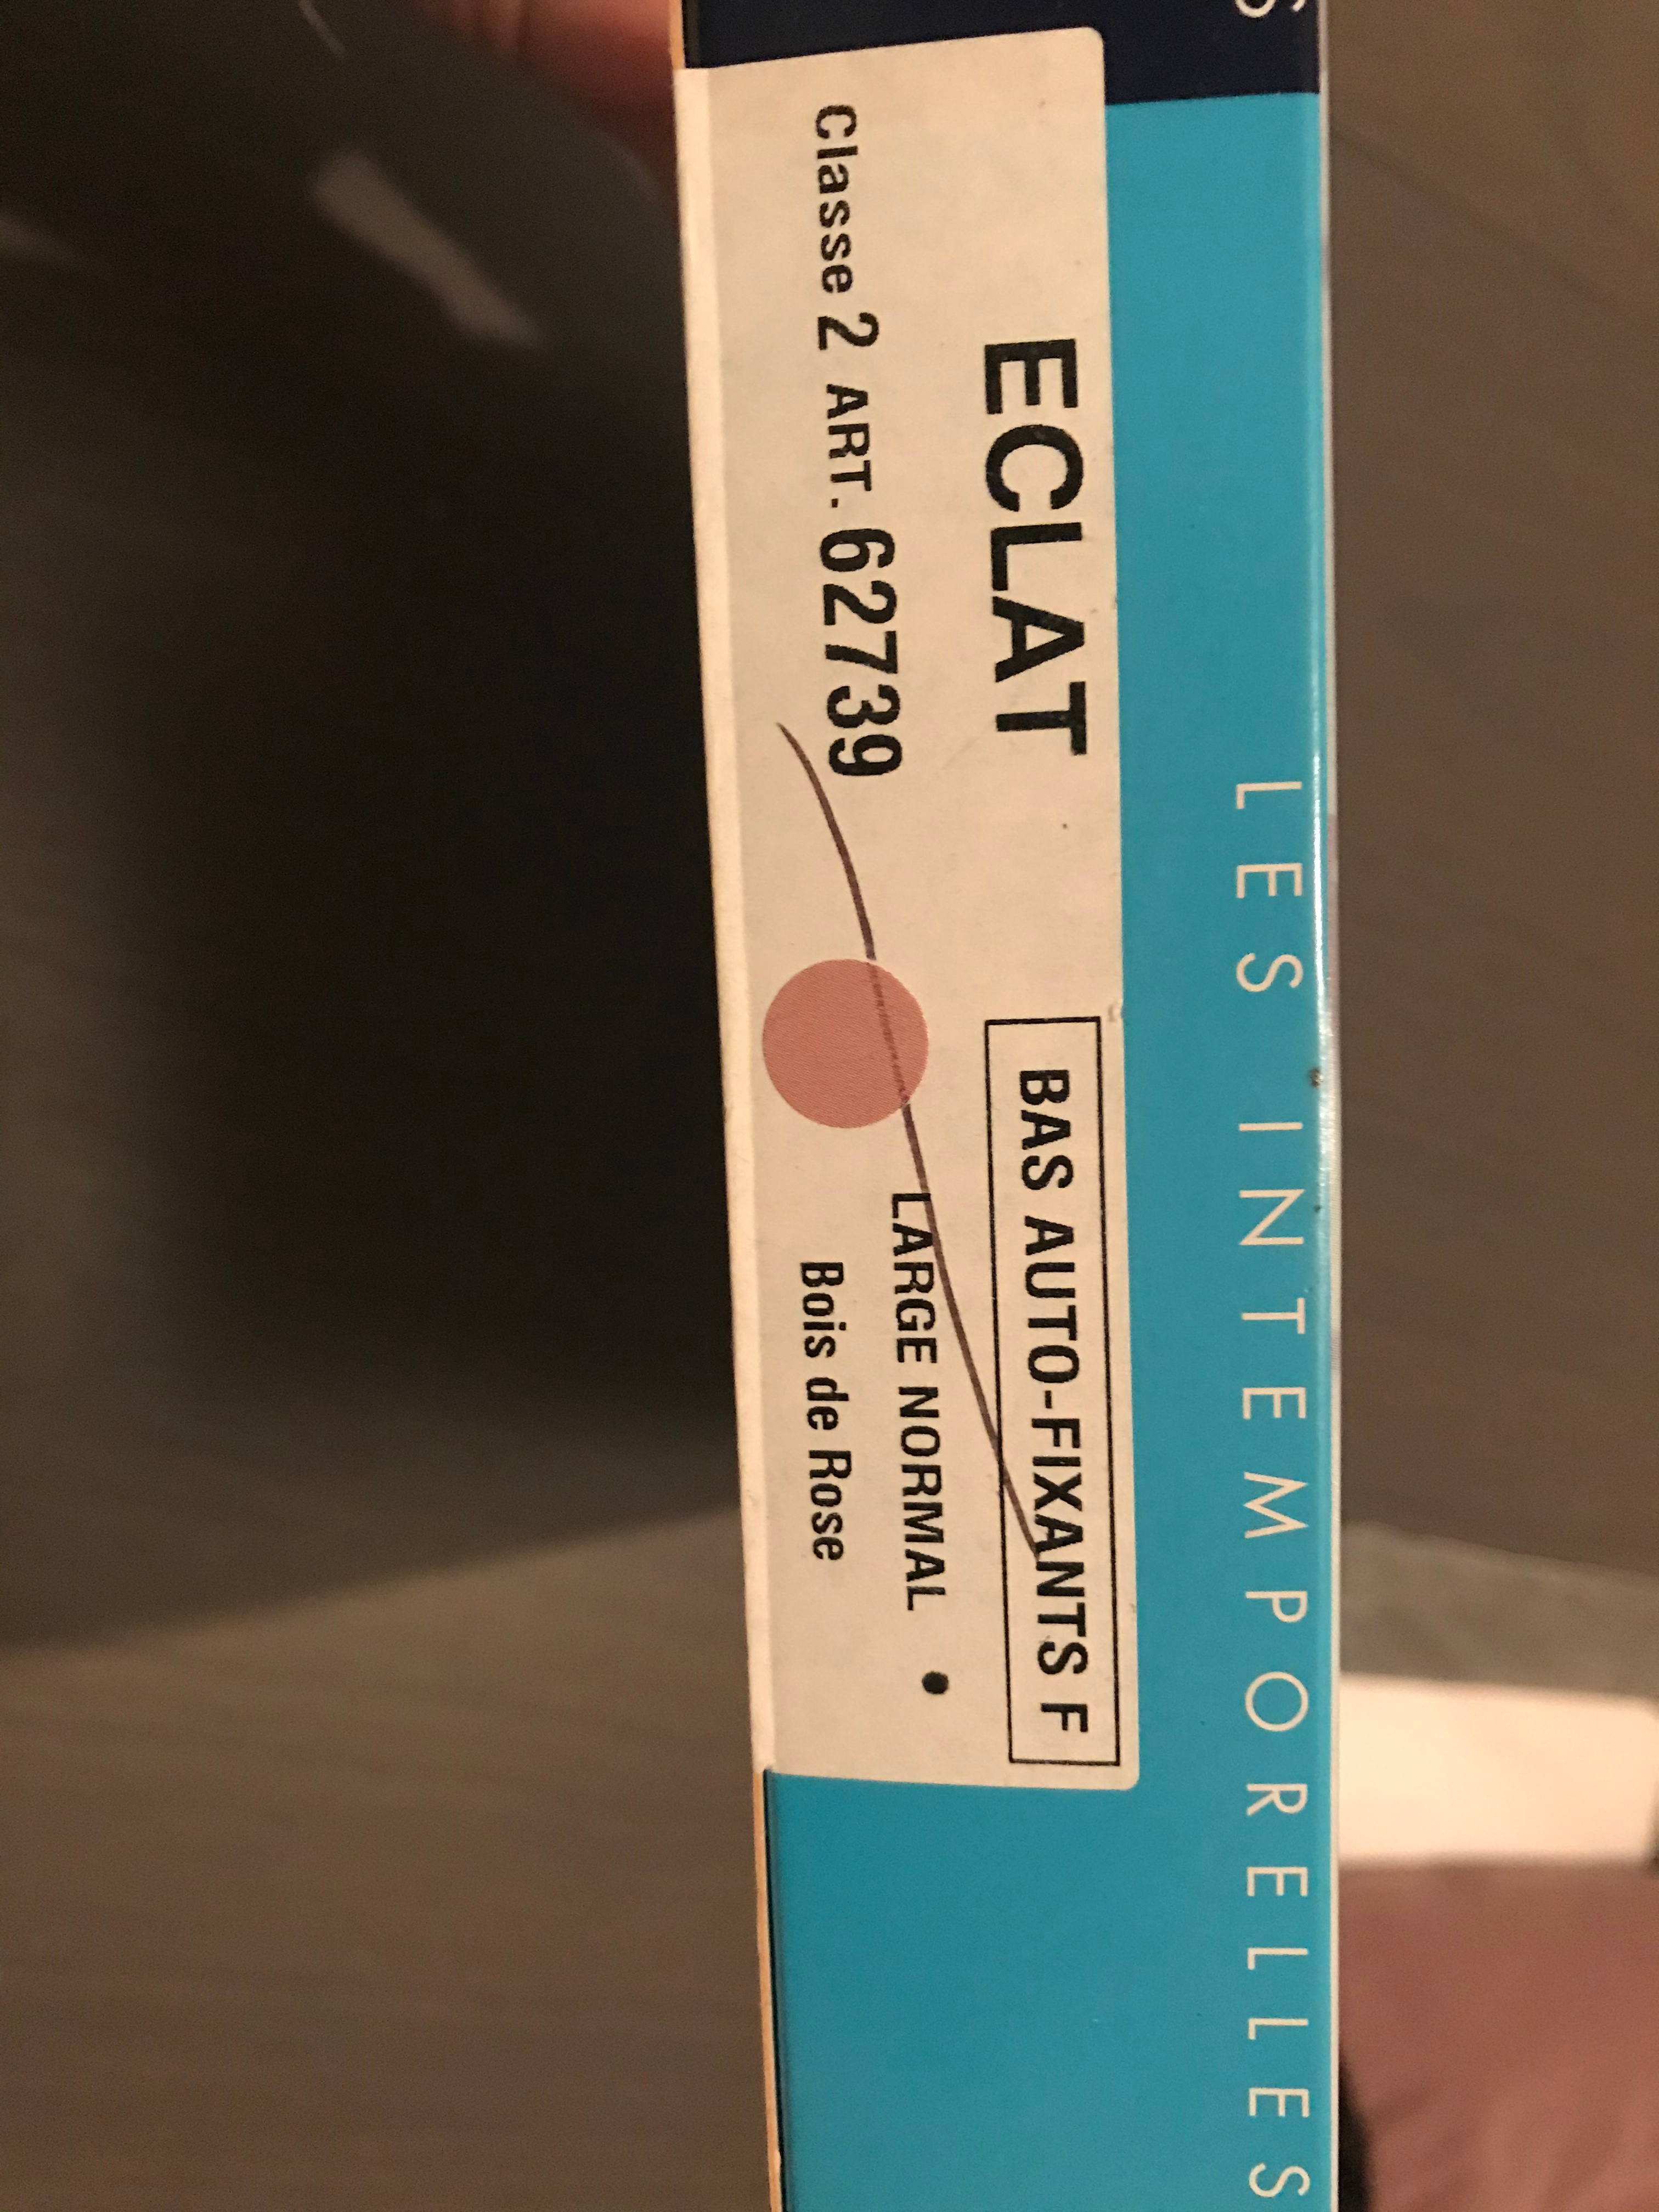 LES INTEMPORELLES
ECLAT
BAS AUTO-FIXANTS F
Classe 2 ART. 62739
LARGE NORMAL •
Bois de Rose